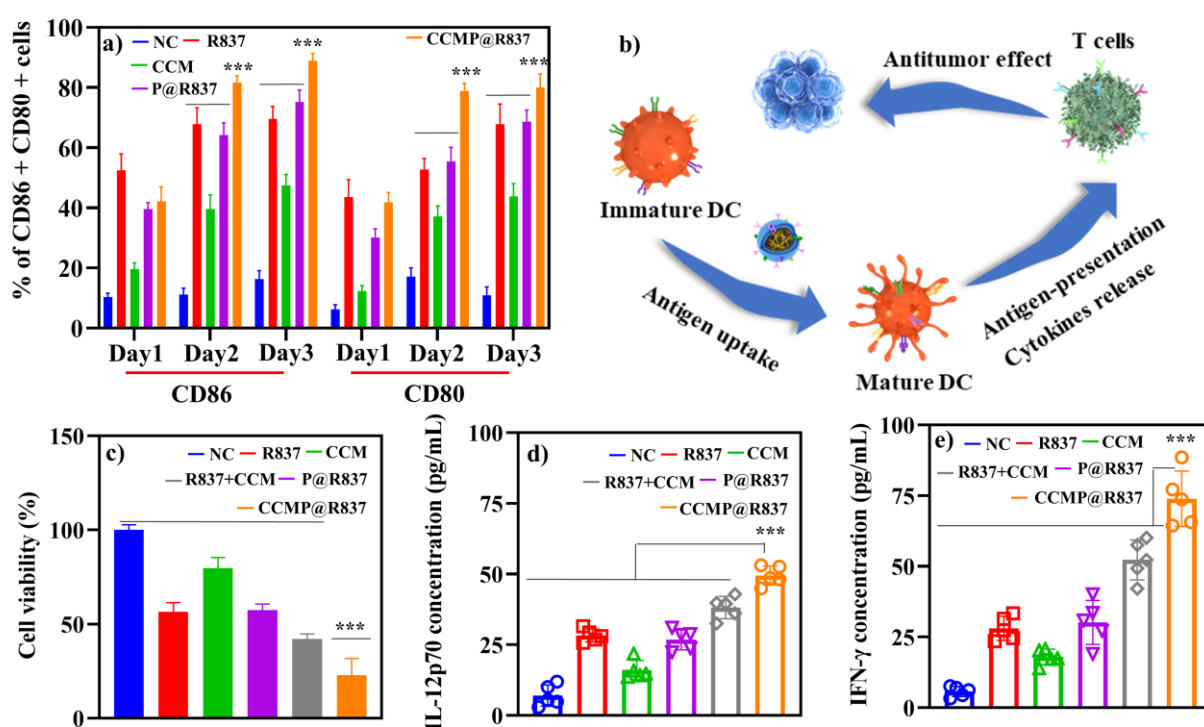 a)
% of CD86 + CD80 + cells
100
80
60
40
20
0
NC R837 CCMP@R837
CCM
P@R837
*** *** *** ***
Day1 Day2 Day3 Day1 Day2 Day3
CD86 CD80
b)
T cells
Antitumor effect
Immature DC
Antigen uptake
Mature DC
Antigen-presentation
Cytokines release
c)
Cell viability (%)
150
100
50
0
NC R837 CCM
R837+CCM P@R837
CCMP@R837
***
d)
IL-12p70 concentration (pg/mL)
100
75
50
25
0
NC R837 CCM
R837+CCM P@R837
CCMP@R837
***
e)
IFN-γ concentration (pg/mL)
100
75
50
25
0
NC R837 CCM
R837+CCM P@R837
CCMP@R837
***